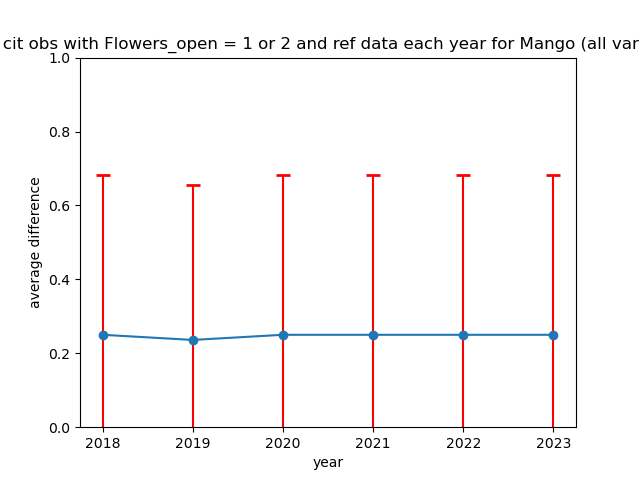 cit obs with Flowers_open = 1 or 2 and ref data each year for Mango (all var
1.0
0.8
0.6
0.4
0.2
0.0
average difference
2018 2019 2020 2021 2022 2023
year